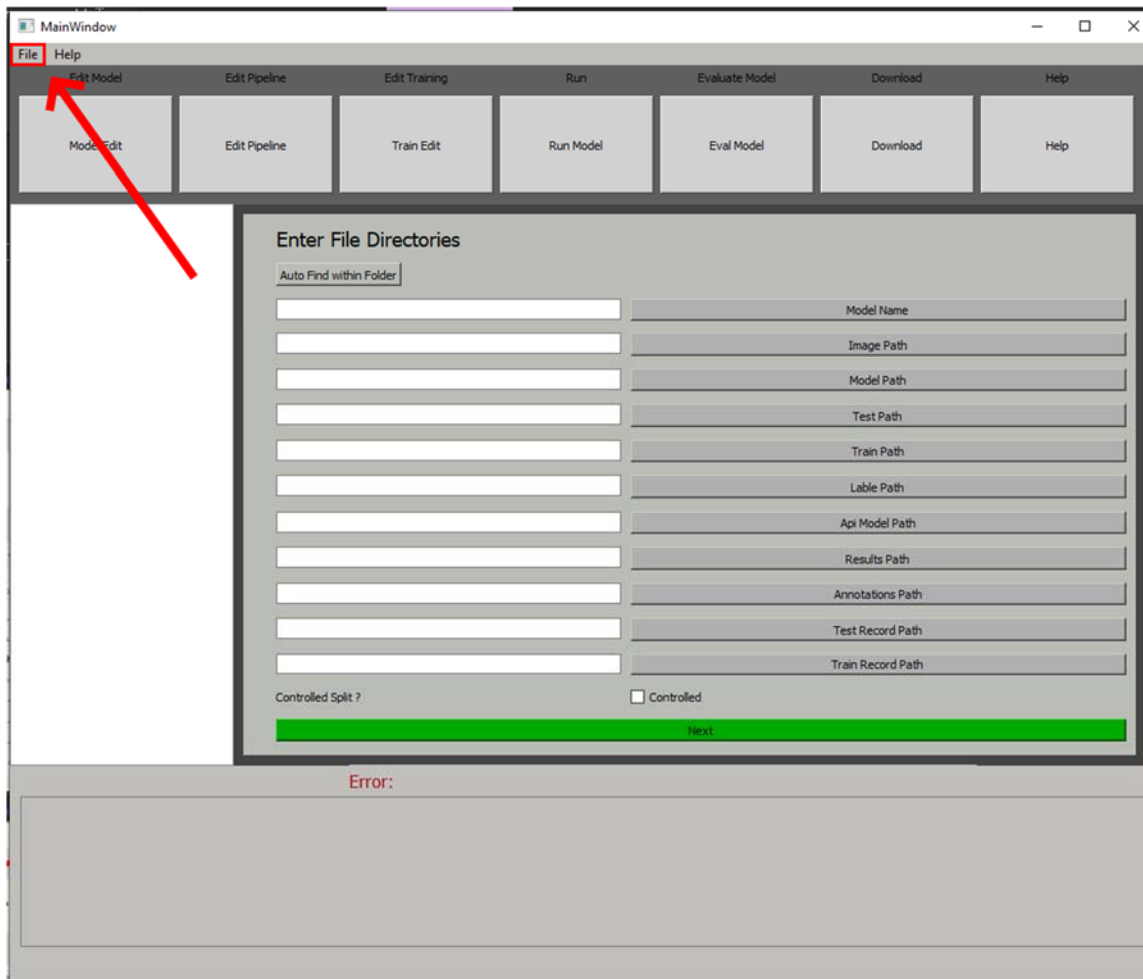 MainWindow
File Help
Edit Model Edit Pipeline Edit Training Run Evaluate Model Download Help
Model Edit Edit Pipeline Train Edit Run Model Eval Model Download Help
Enter File Directories
Auto Find within Folder
Model Name
Image Path
Model Path
Test Path
Train Path
Lable Path
Api Model Path
Results Path
Annotations Path
Test Record Path
Train Record Path
Controlled Split ? Controlled
Next
Error: